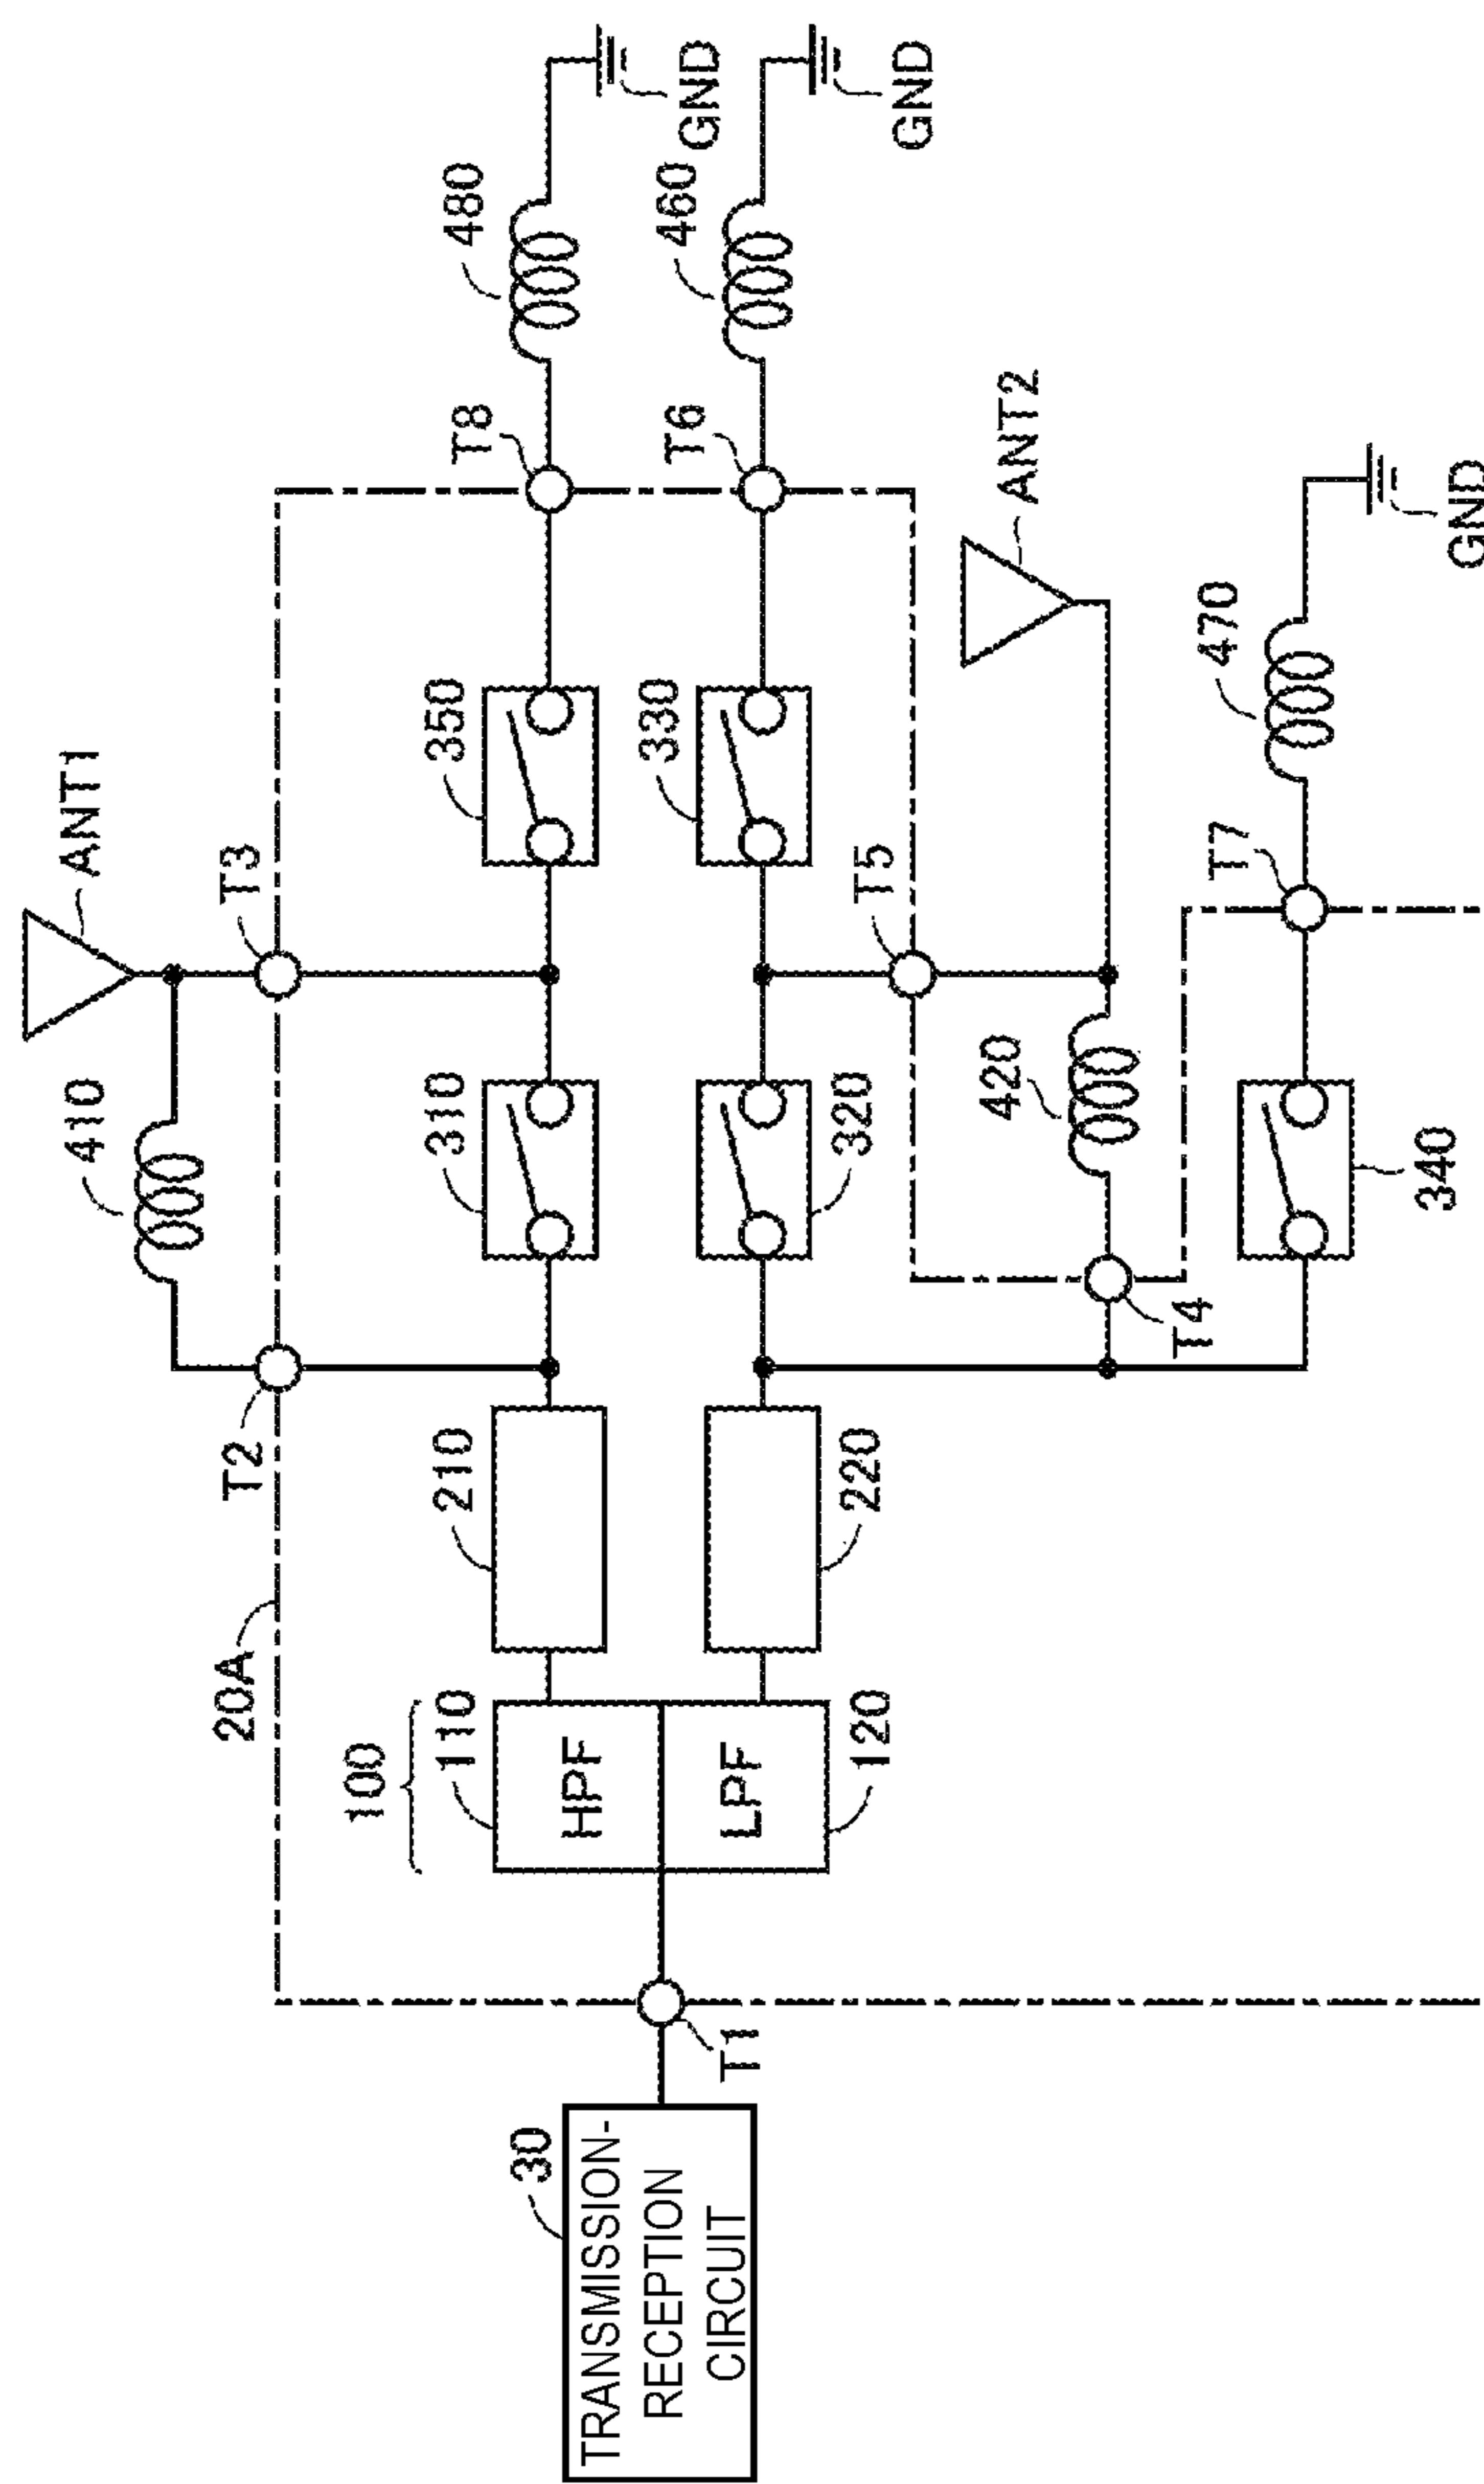 ANT1
410
T2
T3
20A
100
110
HPF
LPF
120
210
220
310
350
T8
480
GND
320
330
T6
460
GND
T5
ANT2
420
T4
T7
470
GND
340
30
TRANSMISSION-
RECEPTION
CIRCUIT
T1